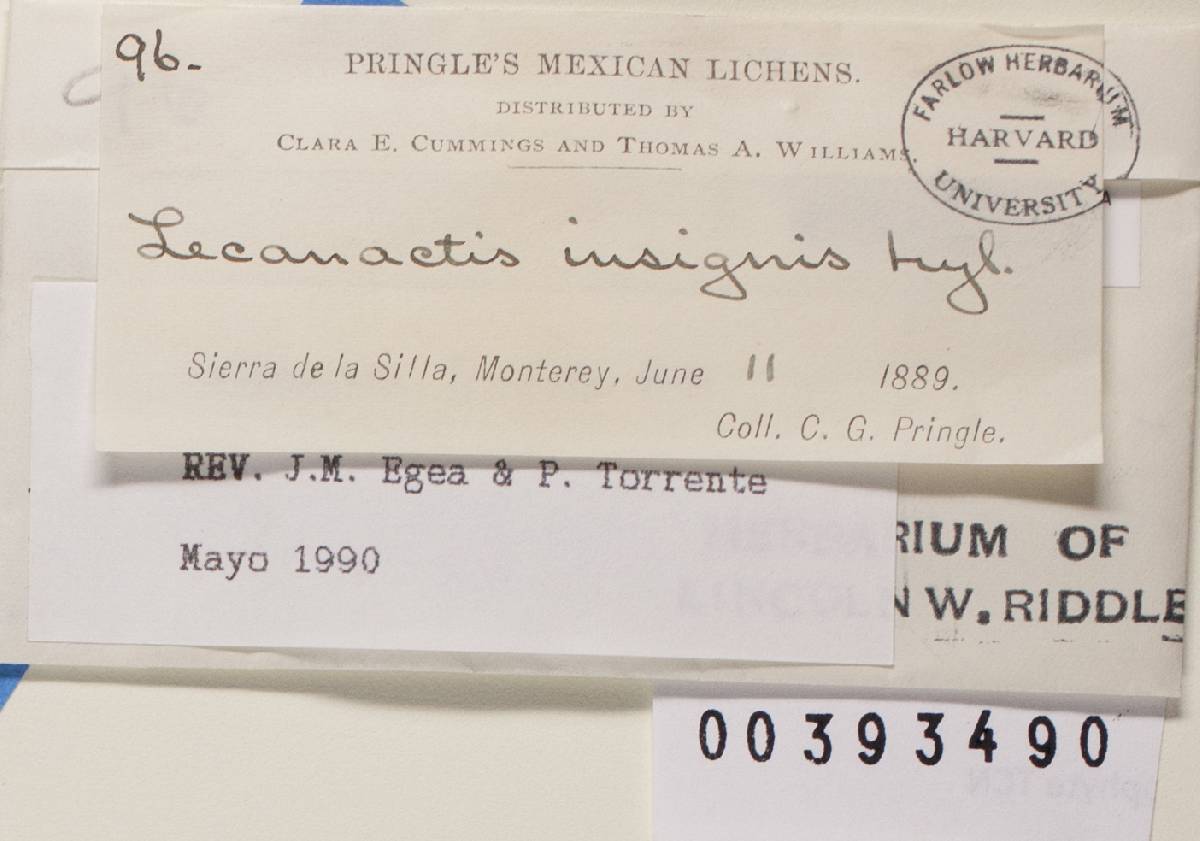 96.
PRINGLE'S MEXICAN LICHENS.
DISTRIBUTED BY
CLARA E. CUMMINGS AND THOMAS A. WILLIAMS.
FARLOW HERBARIUM
HARVARD
UNIVERSITY
A
Lecanactis insignis Nyl.
Sierra de la Silla, Monterey, June 11 1889.
Coll. C. G. Pringle.
REV. J.M. Egea & P. Torrente
Mayo 1990
RIUM OF
N W. RIDDLE
00393490